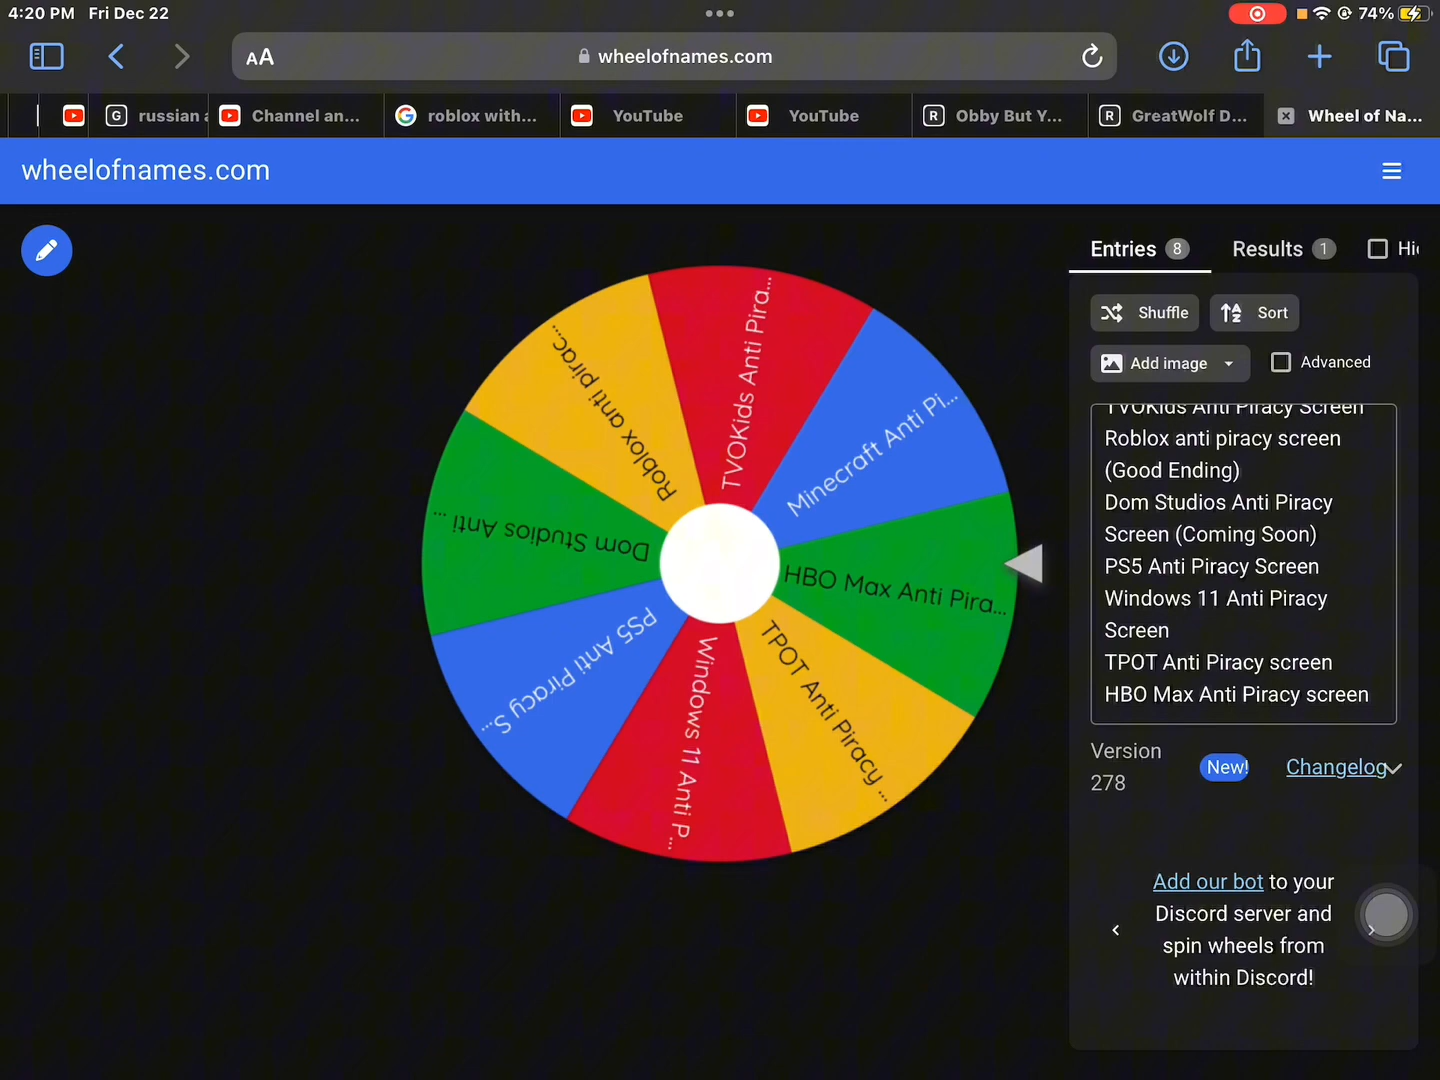 4:20 PM Fri Dec 22
74%
AA
wheelofnames.com
russian
Channel an...
roblox with...
YouTube
YouTube
Obby But Y...
GreatWolf D...
Wheel of Na...
wheelofnames.com
Entries 8
Results 1
Shuffle
Sort
Add image
Advanced
TVOKids Anti Piracy Screen
Roblox anti piracy screen
(Good Ending)
Dom Studios Anti Piracy
Screen (Coming Soon)
PS5 Anti Piracy Screen
Windows 11 Anti Piracy
Screen
TPOT Anti Piracy screen
HBO Max Anti Piracy screen
TVOKids Anti Pira...
Minecraft Anti Pi...
HBO Max Anti Pira...
TPOT Anti Piracy ...
Windows 11 Anti P...
PS5 Anti Piracy S...
Dom Studios Anti ...
Roblox anti pirac...
Version
278
New!
Changelog
Add our bot to your
Discord server and
spin wheels from
within Discord!